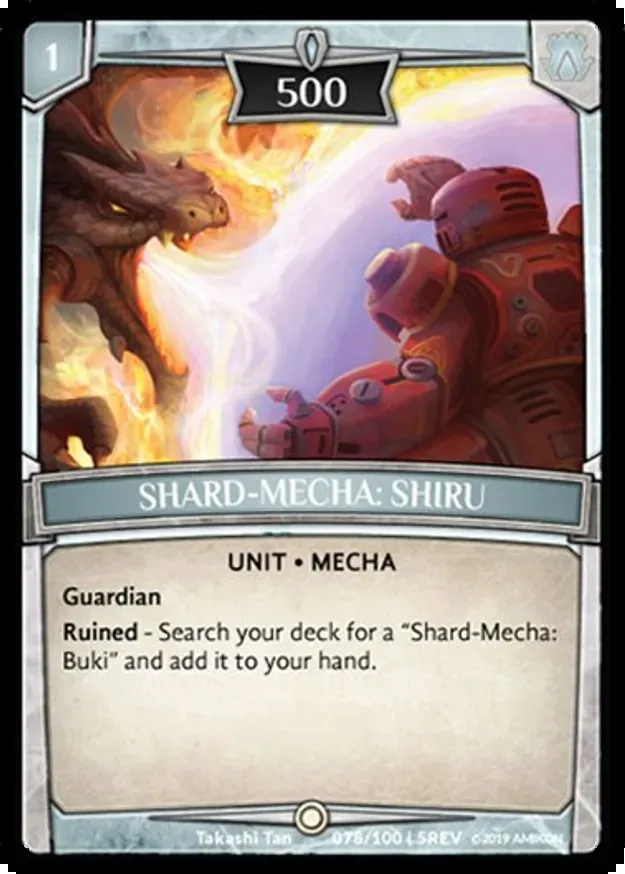 1
500
SHARD-MECHA: SHIRU
UNIT • MECHA
Guardian
Ruined - Search your deck for a “Shard-Mecha:
Buki” and add it to your hand.
Takashi Tan 078/100 | SREV ©2019 AMIKON